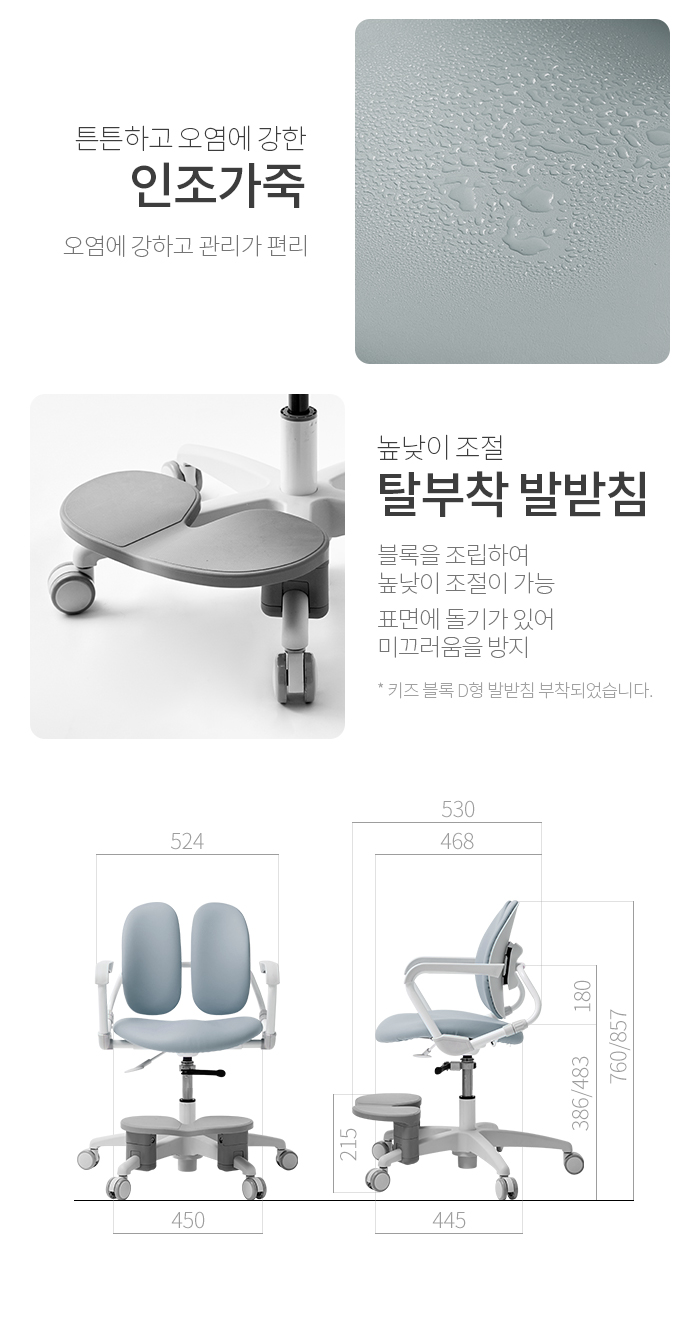 튼튼하고 오염에 강한
인조가죽
오염에 강하고 관리가 편리
높낮이 조절
탈부착 발받침
블록을 조립하여
높낮이 조절이 가능
표면에 돌기가 있어
미끄러움을 방지
* 키즈 블록 D형 발받침 부착되었습니다.
530
524
468
180
760/857
386/483
215
450
445